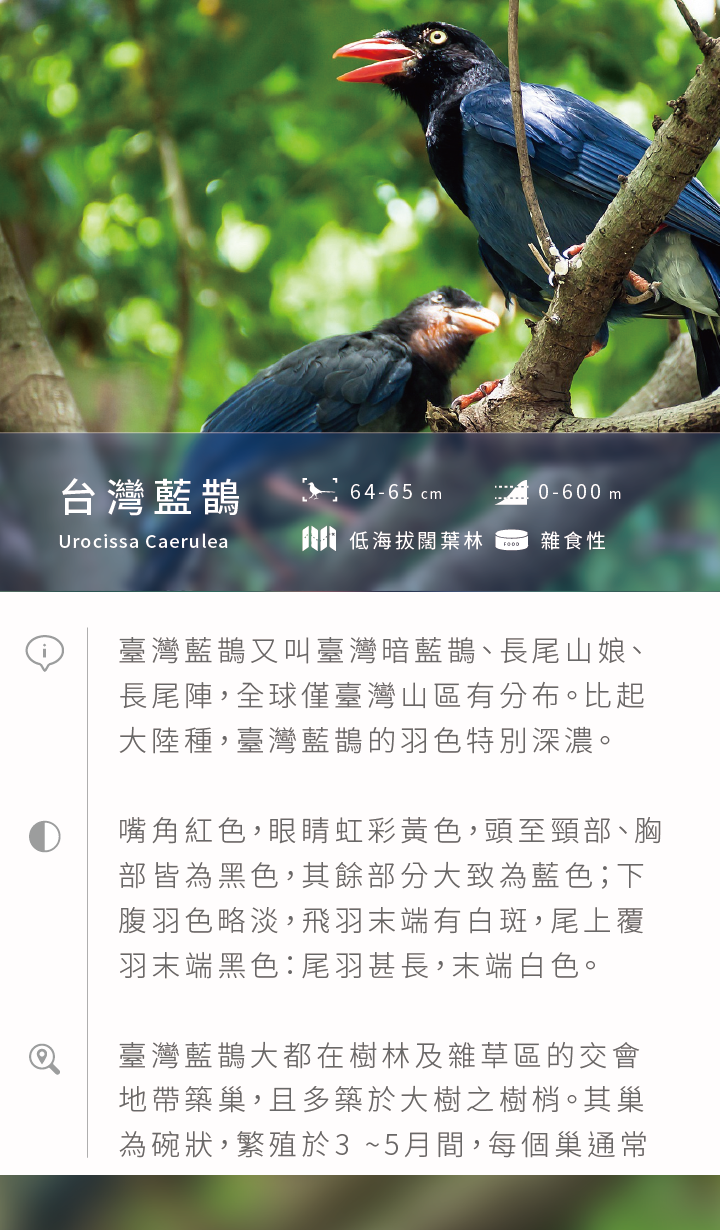 台灣藍鵲
Urocissa Caerulea
64-65 cm
0-600 m
低海拔闊葉林
FOOD
雜食性
臺灣藍鵲又叫臺灣暗藍鵲、長尾山娘、
長尾陣，全球僅臺灣山區有分布。比起
大陸種，臺灣藍鵲的羽色特別深濃。
嘴角紅色，眼睛虹彩黃色，頭至頸部、胸
部皆為黑色，其餘部分大致為藍色；下
腹羽色略淡，飛羽末端有白斑，尾上覆
羽末端黑色：尾羽甚長，末端白色。
臺灣藍鵲大都在樹林及雜草區的交會
地帶築巢，且多築於大樹之樹梢。其巢
為碗狀，繁殖於3 ~5月間，每個巢通常